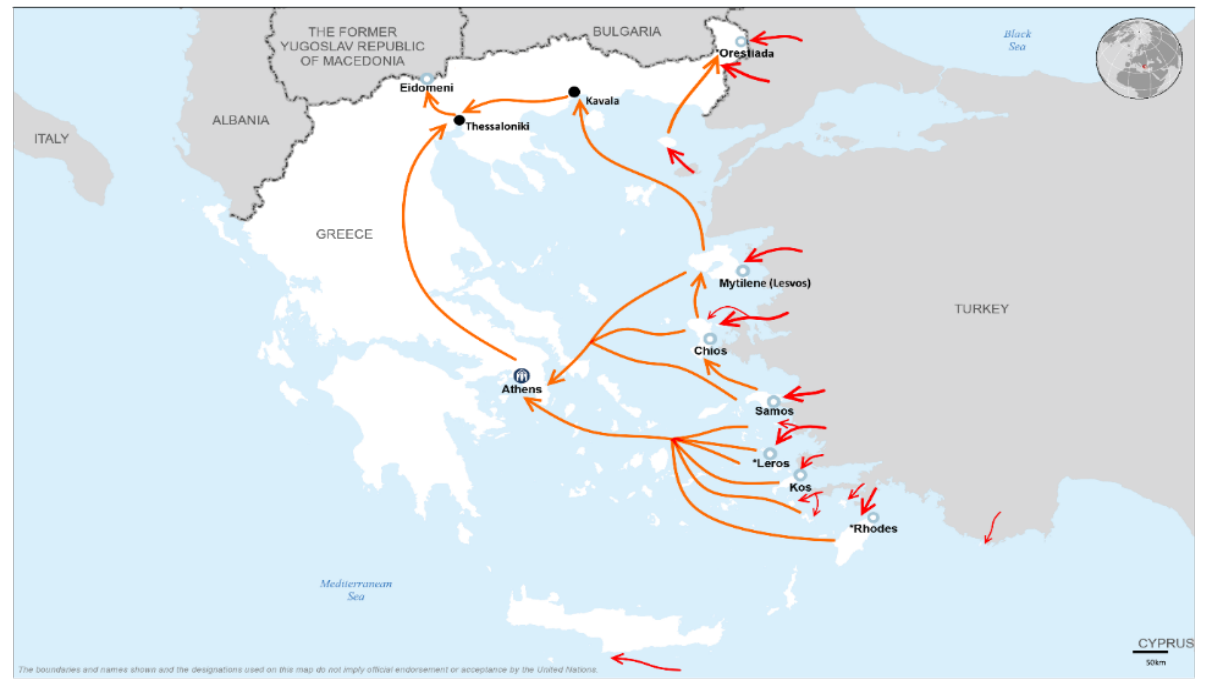 THE FORMER
YUGOSLAV REPUBLIC
OF MACEDONIA
BULGARIA
Black
Sea
*Orestiada
Eidomeni
Kavala
ALBANIA
Thessaloniki
ITALY
GREECE
Mytilene (Lesvos)
TURKEY
Chios
Athens
Samos
*Leros
Kos
*Rhodes
Mediterranean
Sea
CYPRUS
50km
The boundaries and names shown and the designations used on this map do not imply official endorsement or acceptance by the United Nations.